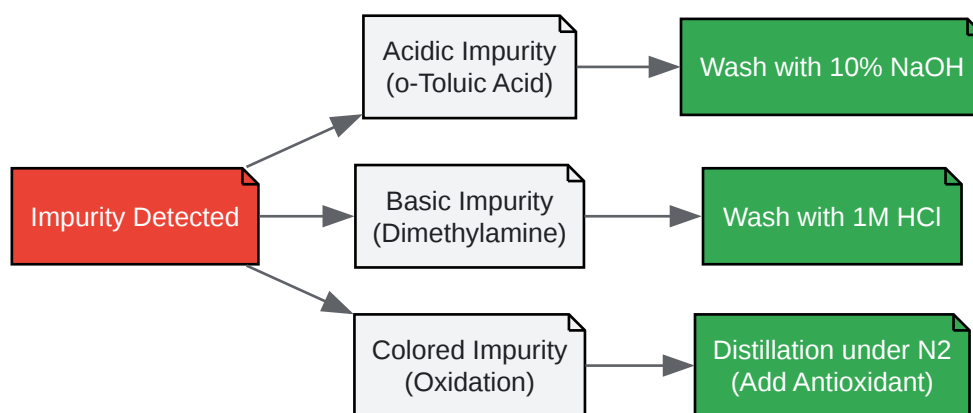 Impurity Detected
Acidic Impurity
(o-Toluic Acid)
Wash with 10% NaOH
Basic Impurity
(Dimethylamine)
Wash with 1M HCl
Colored Impurity
(Oxidation)
Distillation under N2
(Add Antioxidant)